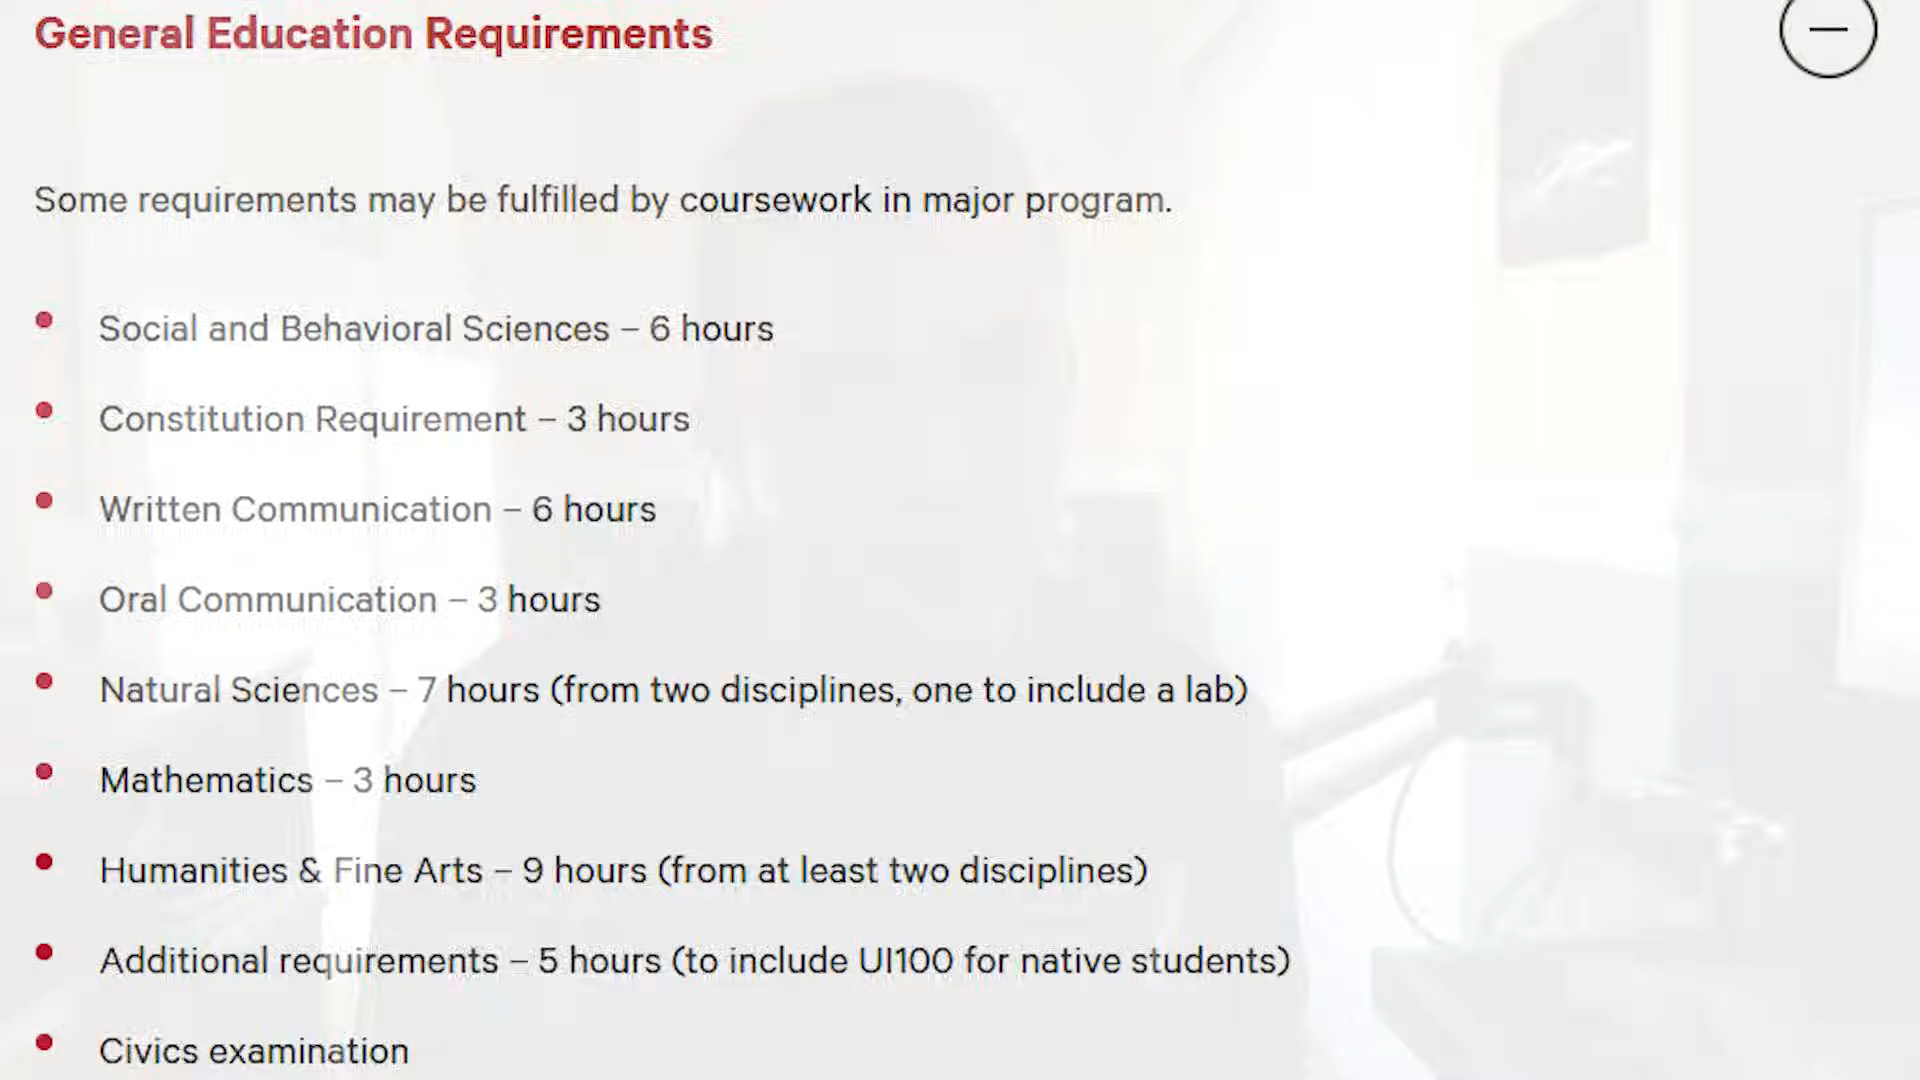 General Education Requirements
Some requirements may be fulfilled by coursework in major program.
Social and Behavioral Sciences – 6 hours
Constitution Requirement – 3 hours
Written Communication – 6 hours
Oral Communication – 3 hours
Natural Sciences – 7 hours (from two disciplines, one to include a lab)
Mathematics – 3 hours
Humanities & Fine Arts – 9 hours (from at least two disciplines)
Additional requirements – 5 hours (to include UI100 for native students)
Civics examination